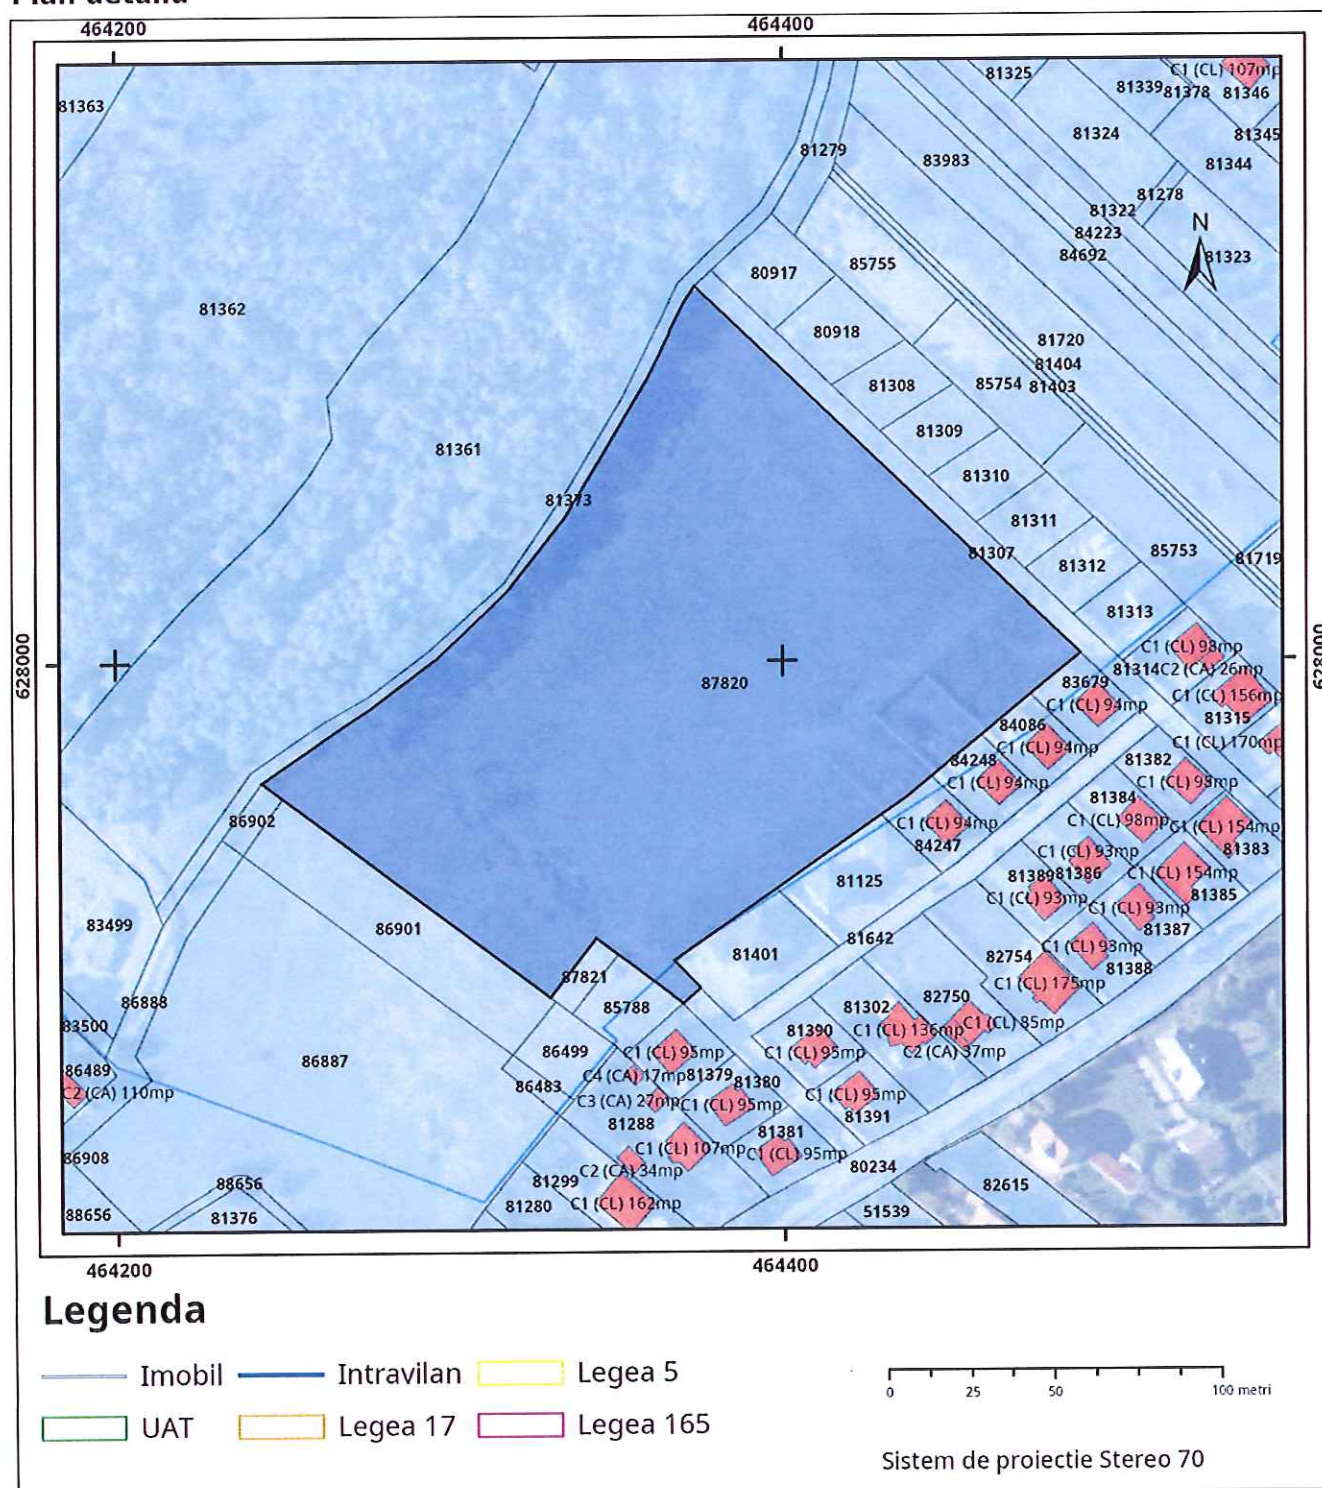 Plan detaliu
464200 464400
81363
81325
C1 (CL) 107mp
81339 81378 81346
81324
81345
81279
83983
81344
81278
81322
84223
84692
N
81323
80917
85755
81362
80918
81720
81404
81308
85754 81403
81309
81361
81310
81373
81311
81307
81312
85753
81719
81313
628000
628000
C1 (CL) 98mp
81314 C2 (CA) 26mp
87820
83679
C1 (CL) 156mp
C1 (CL) 94mp
81315
84086
C1 (CL) 94mp
C1 (CL) 170mp
84248
81382
C1 (CL) 94mp
C1 (CL) 98mp
81384
86902
C1 (CL) 94mp
C1 (CL) 98mp
C1 (CL) 154mp
84247
C1 (CL) 93mp
81383
81125
81389 81386
C1 (CL) 154mp
C1 (CL) 93mp
81385
83499
86901
C1 (CL) 93mp
81642
81387
81401
C1 (CL) 93mp
82754
81388
87821
C1 (CL) 175mp
86888
85788
82750
81302
83500
C1 (CL) 136mp
C1 (CL) 85mp
81390
86499
C1 (CL) 95mp
C1 (CL) 95mp
C2 (CA) 37mp
86887
86489
C4 (CA) 17mp
81379
86483
81380
C2 (CA) 110mp
C3 (CA) 27mp
C1 (CL) 95mp
C1 (CL) 95mp
81391
81288
81381
C1 (CL) 107mp
C1 (CL) 95mp
86908
C2 (CA) 34mp
80234
88656
81299
82615
81280
C1 (CL) 162mp
88656
81376
51539
464200 464400
Legenda
Imobil Intravilan Legea 5
UAT Legea 17 Legea 165
0 25 50 100 metri
Sistem de proiectie Stereo 70